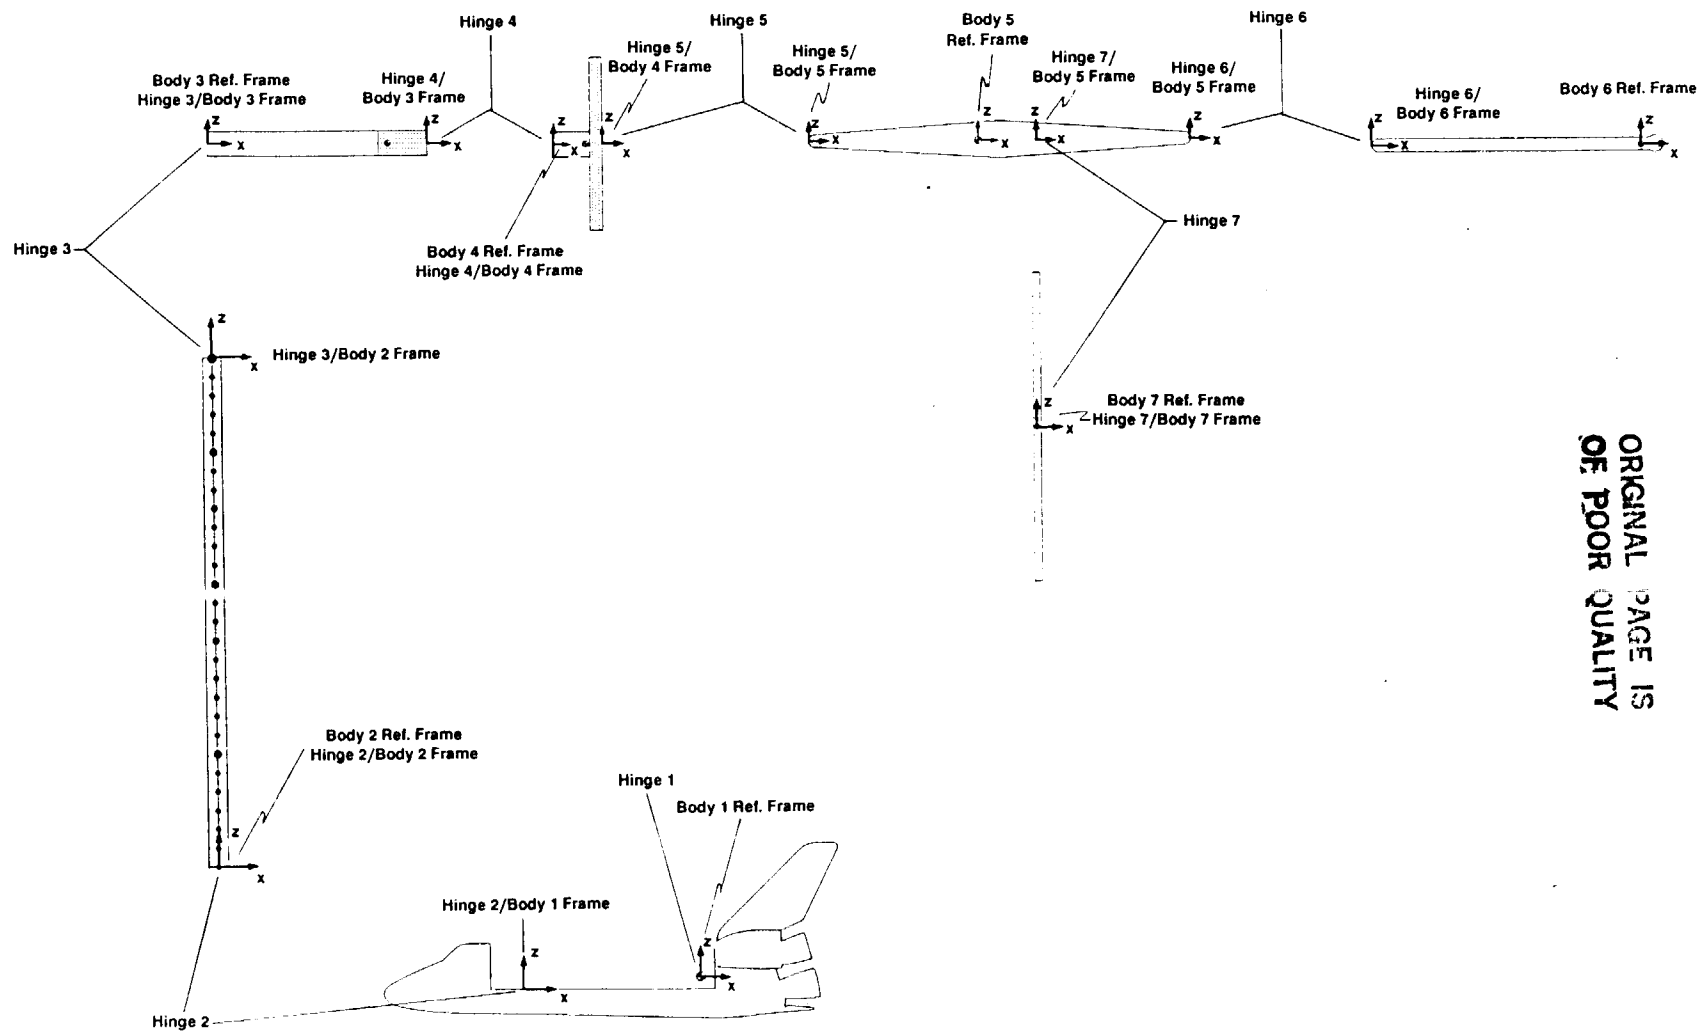 Hinge 4
Hinge 5
Body 5
Ref. Frame
Hinge 6
Body 3 Ref. Frame
Hinge 3/Body 3 Frame
Hinge 4/
Body 3 Frame
Hinge 5/
Body 4 Frame
Hinge 5/
Body 5 Frame
Hinge 7/
Body 5 Frame
Hinge 6/
Body 5 Frame
Hinge 6/
Body 6 Frame
Body 6 Ref. Frame
z
x
z
x
z
x
z
x
z
x
z
z
x
z
x
z
x
z
x
Hinge 3
Body 4 Ref. Frame
Hinge 4/Body 4 Frame
Hinge 7
z
x
Hinge 3/Body 2 Frame
z
x
Body 7 Ref. Frame
Hinge 7/Body 7 Frame
ORIGINAL PAGE IS
OF POOR QUALITY
Body 2 Ref. Frame
Hinge 2/Body 2 Frame
z
x
Hinge 1
Body 1 Ref. Frame
Hinge 2/Body 1 Frame
z
x
z
x
Hinge 2